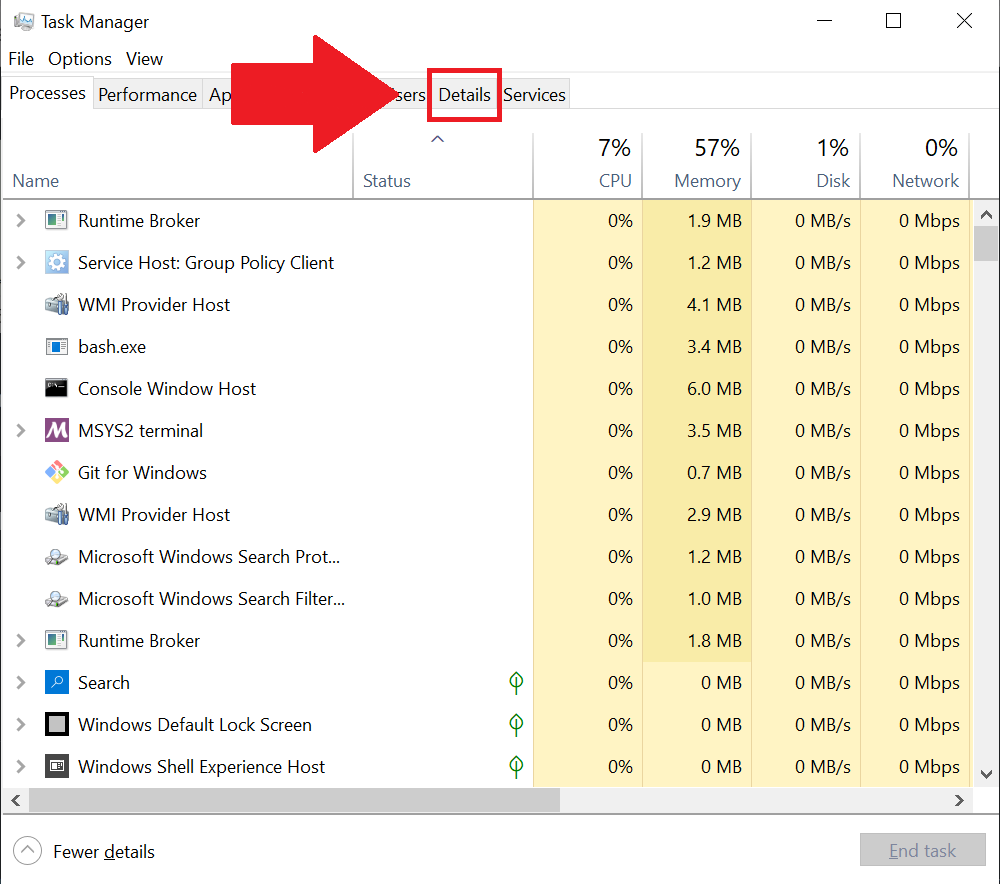 Task Manager
File Options View
Processes Performance Details Services
7% 57% 1% 0%
Name Status CPU Memory Disk Network
Runtime Broker 0% 1.9 MB 0 MB/s 0 Mbps
Service Host: Group Policy Client 0% 1.2 MB 0 MB/s 0 Mbps
WMI Provider Host 0% 4.1 MB 0 MB/s 0 Mbps
bash.exe 0% 3.4 MB 0 MB/s 0 Mbps
Console Window Host 0% 6.0 MB 0 MB/s 0 Mbps
MSYS2 terminal 0% 3.5 MB 0 MB/s 0 Mbps
Git for Windows 0% 0.7 MB 0 MB/s 0 Mbps
WMI Provider Host 0% 2.9 MB 0 MB/s 0 Mbps
Microsoft Windows Search Prot... 0% 1.2 MB 0 MB/s 0 Mbps
Microsoft Windows Search Filter... 0% 1.0 MB 0 MB/s 0 Mbps
Runtime Broker 0% 1.8 MB 0 MB/s 0 Mbps
Search 0% 0 MB 0 MB/s 0 Mbps
Windows Default Lock Screen 0% 0 MB 0 MB/s 0 Mbps
Windows Shell Experience Host 0% 0 MB 0 MB/s 0 Mbps
Fewer details End task